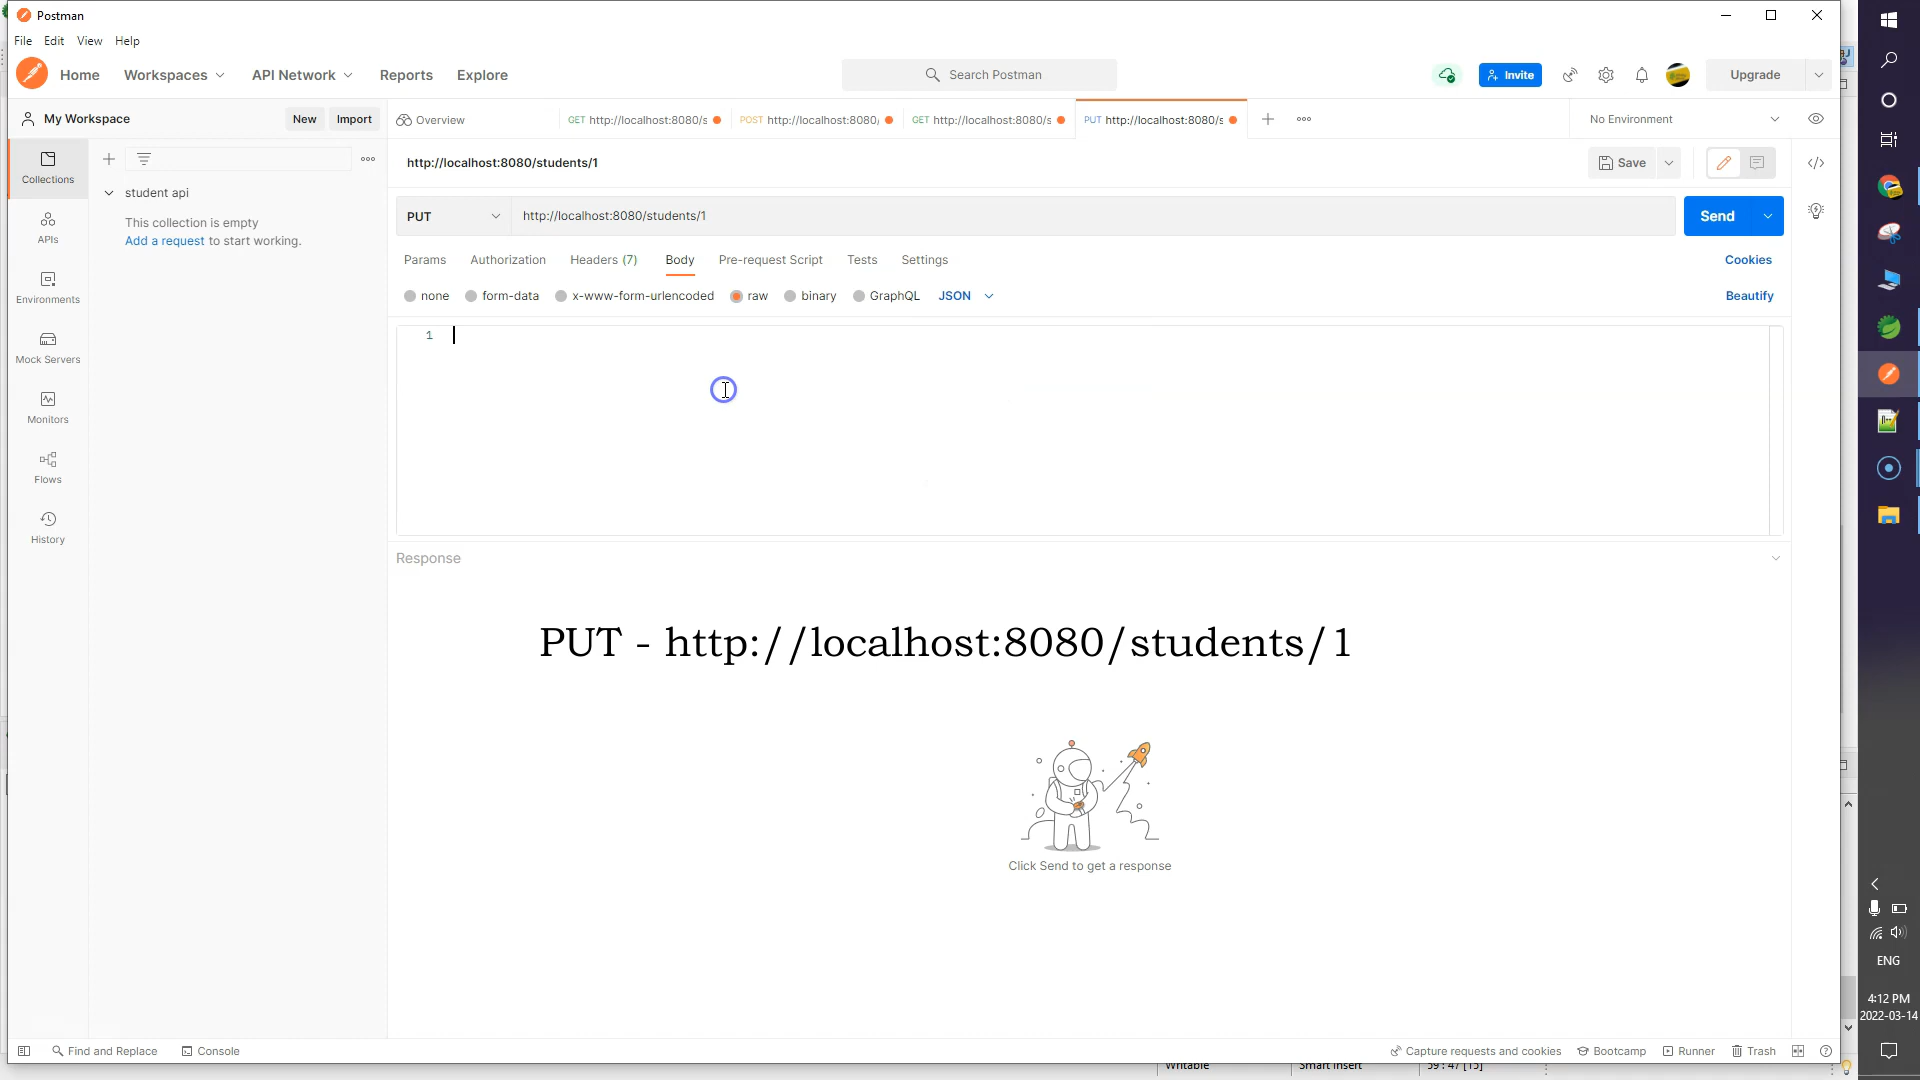 Postman
File Edit View Help
Home Workspaces API Network Reports Explore
Search Postman
Invite
Upgrade
My Workspace
New Import
Overview
GET http://localhost:8080/s
POST http://localhost:8080/
GET http://localhost:8080/s
PUT http://localhost:8080/s
No Environment
Collections
student api
This collection is empty
Add a request to start working.
APIs
Environments
Mock Servers
Monitors
Flows
History
http://localhost:8080/students/1
Save
PUT http://localhost:8080/students/1
Send
Params Authorization Headers (7) Body Pre-request Script Tests Settings
Cookies
none form-data x-www-form-urlencoded raw binary GraphQL JSON
Beautify
1
Response
PUT - http://localhost:8080/students/1
Click Send to get a response
Find and Replace Console
Capture requests and cookies Bootcamp Runner Trash
Writable Smart Insert 59 : 47 [15]
ENG
4:12 PM
2022-03-14